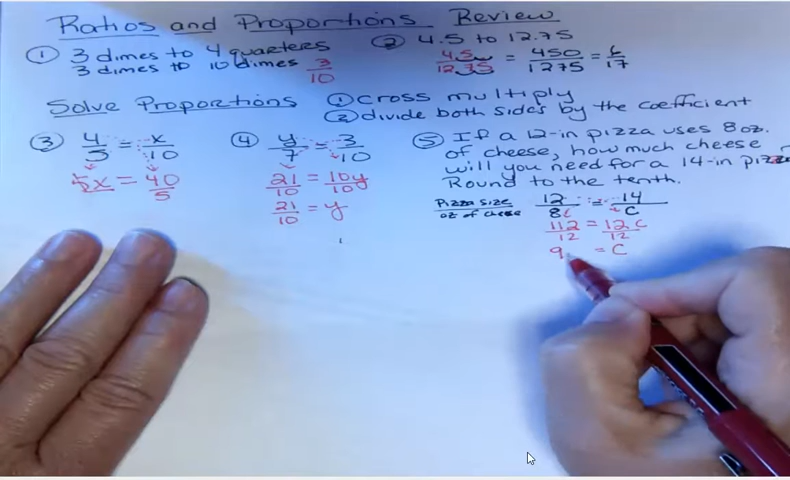 Ratios and Proportions Review
① 3 dimes to 4 quarters
3 dimes to 10 dimes 3/10
② 4.5 to 12.75
4.5/12.75 = 450/1275 = 6/17
Solve Proportions ① cross multiply
② divide both sides by the coefficient
③ 4/5 = x/10
5x = 40/5
④ y/7 = 3/10
21/10 = 10y/10
21/10 = y
⑤ If a 12-in pizza uses 8 oz.
of cheese, how much cheese
will you need for a 14-in pizza
Round to the tenth.
Pizza size/oz of cheese 12/8 = 14/c
112/12 = 12c/12
9. = c